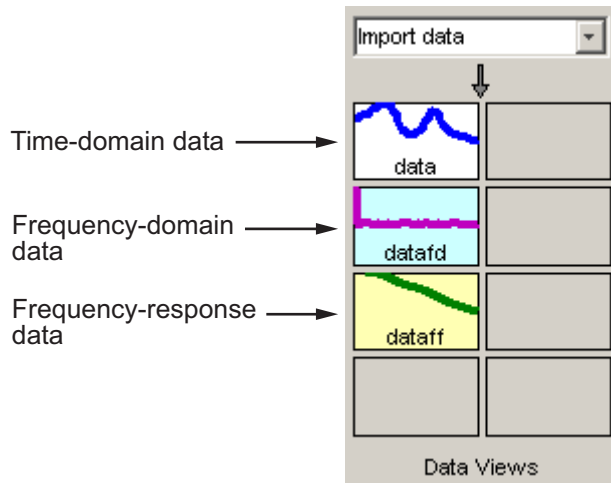 Import data
Time-domain data
data
Frequency-domain
data
datafd
Frequency-response
data
dataff
Data Views